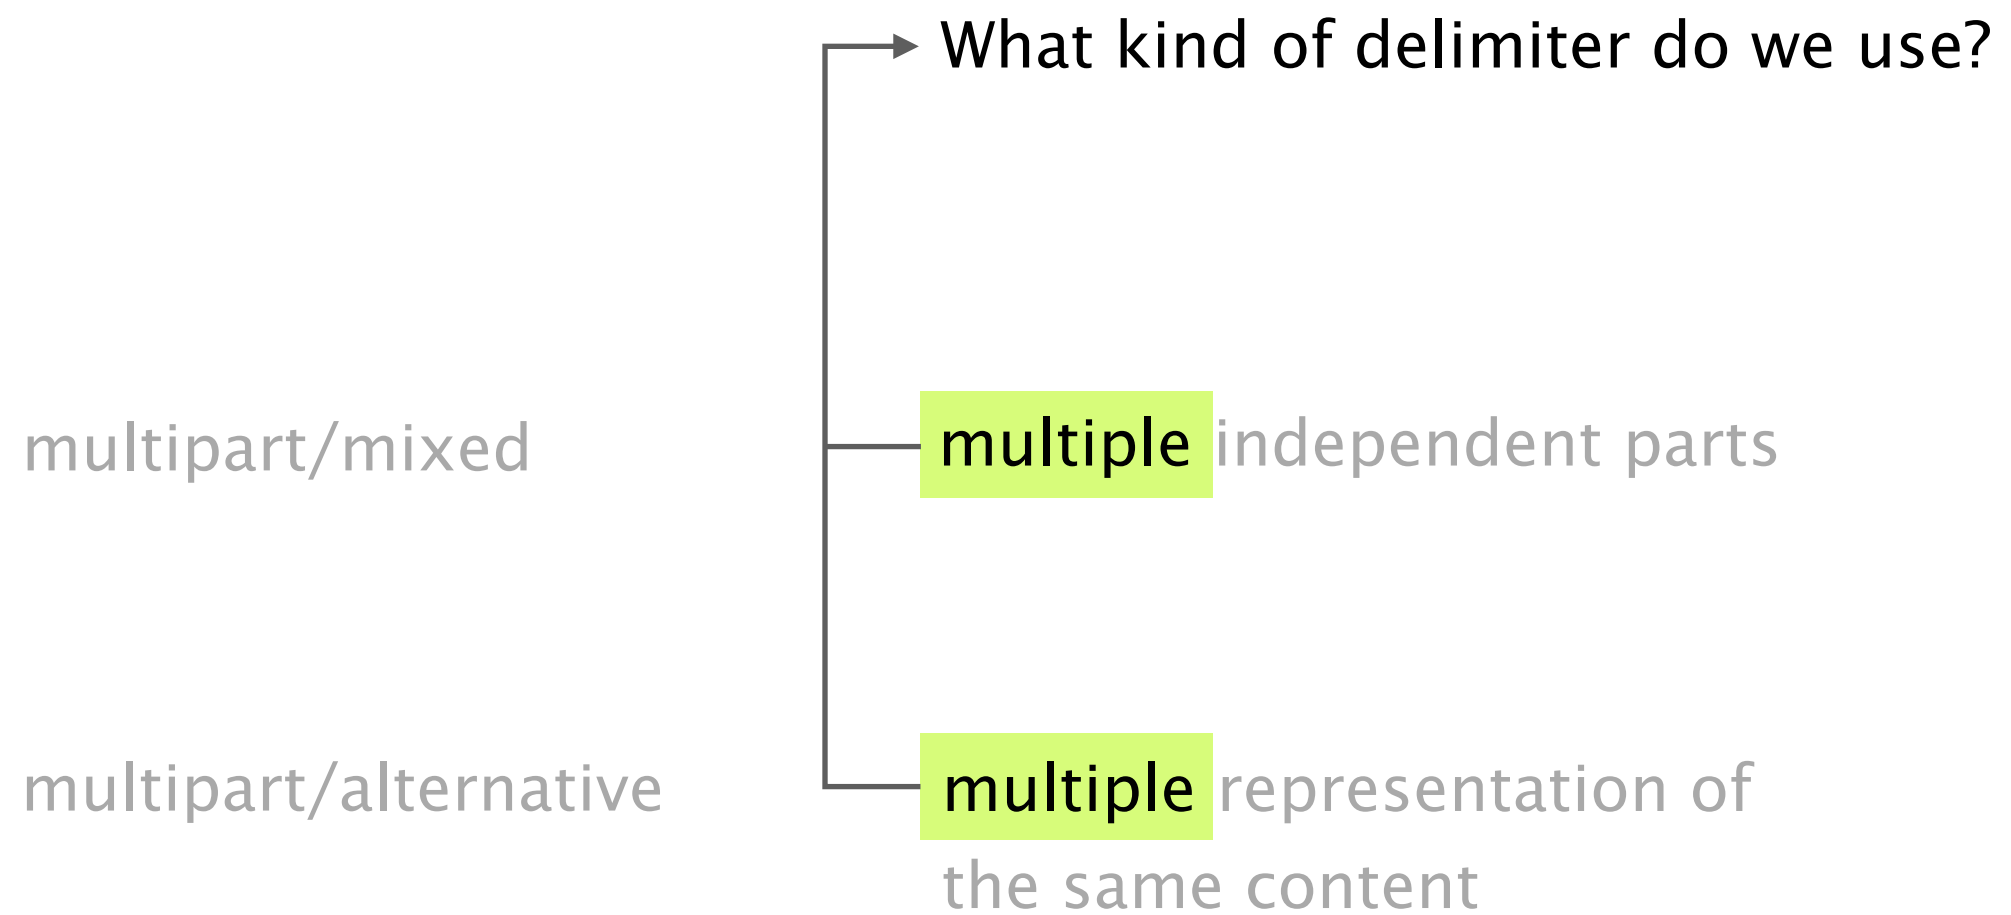 What kind of delimiter do we use?
multipart/mixed
multiple independent parts
multipart/alternative
multiple representation of
the same content